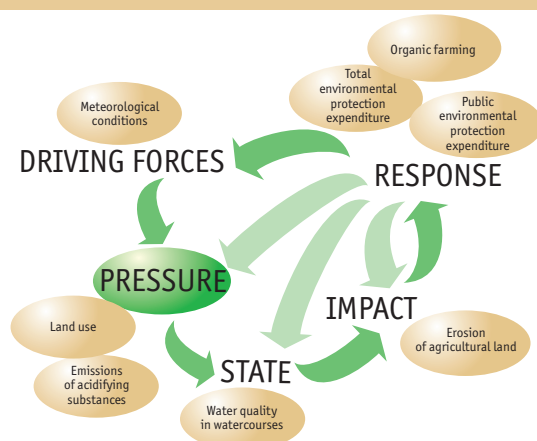 Organic farming
Total
environmental
protection
expenditure
Public
environmental
protection
expenditure
Meteorological
conditions
DRIVING FORCES
RESPONSE
PRESSURE
IMPACT
Land use
Erosion
of agricultural land
Emissions
of acidifying
substances
STATE
Water quality
in watercourses